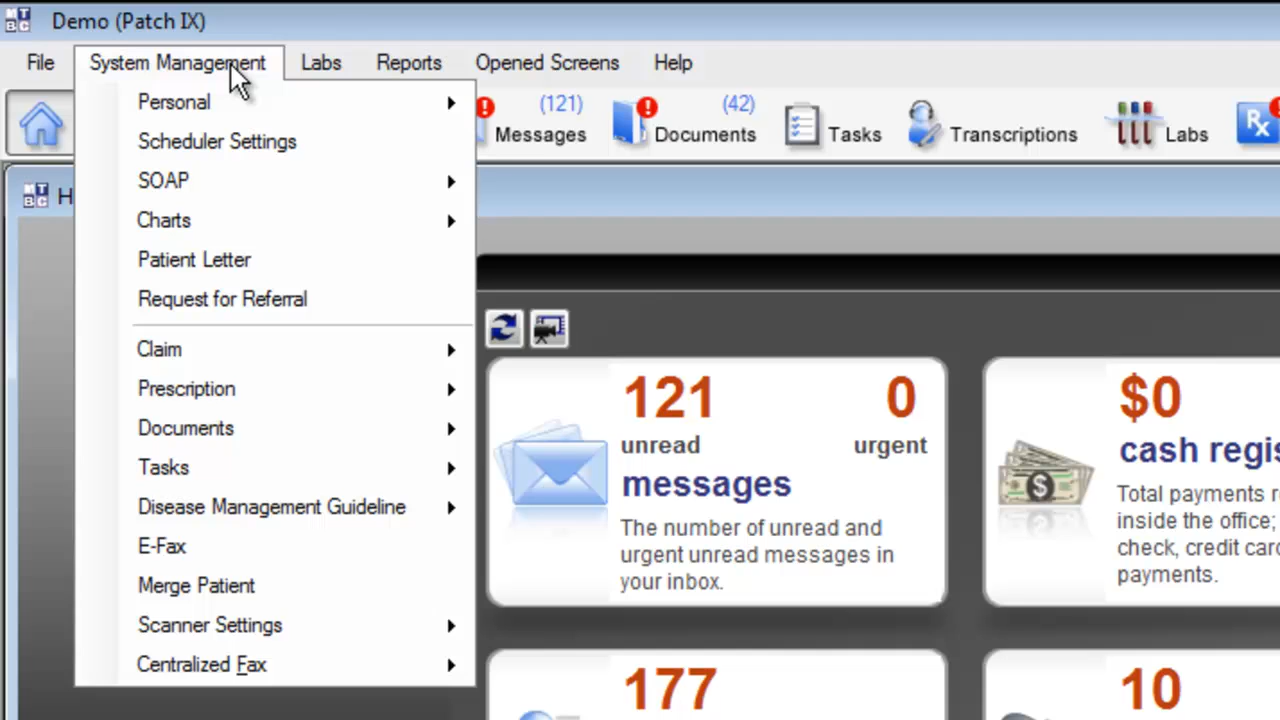 Demo (Patch IX)
File System Management Labs Reports Opened Screens Help
Personal
Scheduler Settings
SOAP
Charts
Patient Letter
Request for Referral
Claim
Prescription
Documents
Tasks
Disease Management Guideline
E-Fax
Merge Patient
Scanner Settings
Centralized Fax
(121) (42)
Messages Documents Tasks Transcriptions Labs Rx
MTBC H
121 0
unread urgent
messages
The number of unread and
urgent unread messages in
your inbox.
$0
cash regis
Total payments r
inside the office;
check, credit card
payments.
177
10